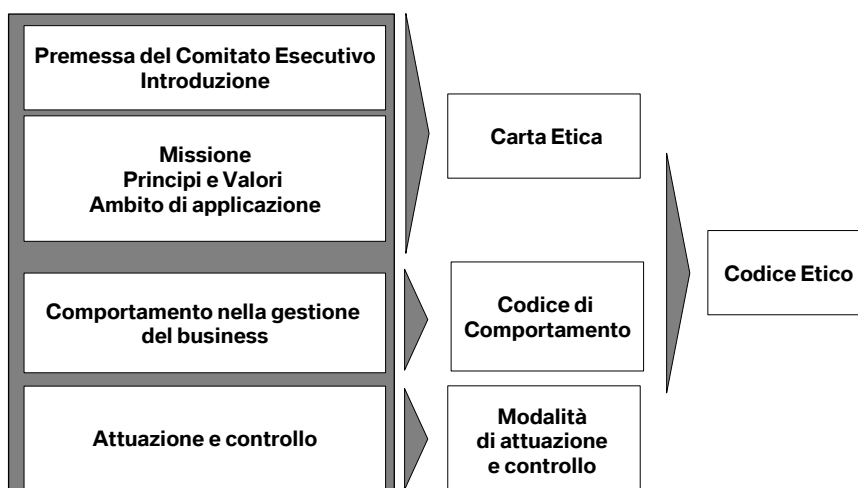 Premessa del Comitato Esecutivo
Introduzione
Missione
Principi e Valori
Ambito di applicazione
Comportamento nella gestione
del business
Attuazione e controllo
Carta Etica
Codice di
Comportamento
Modalità
di attuazione
e controllo
Codice Etico